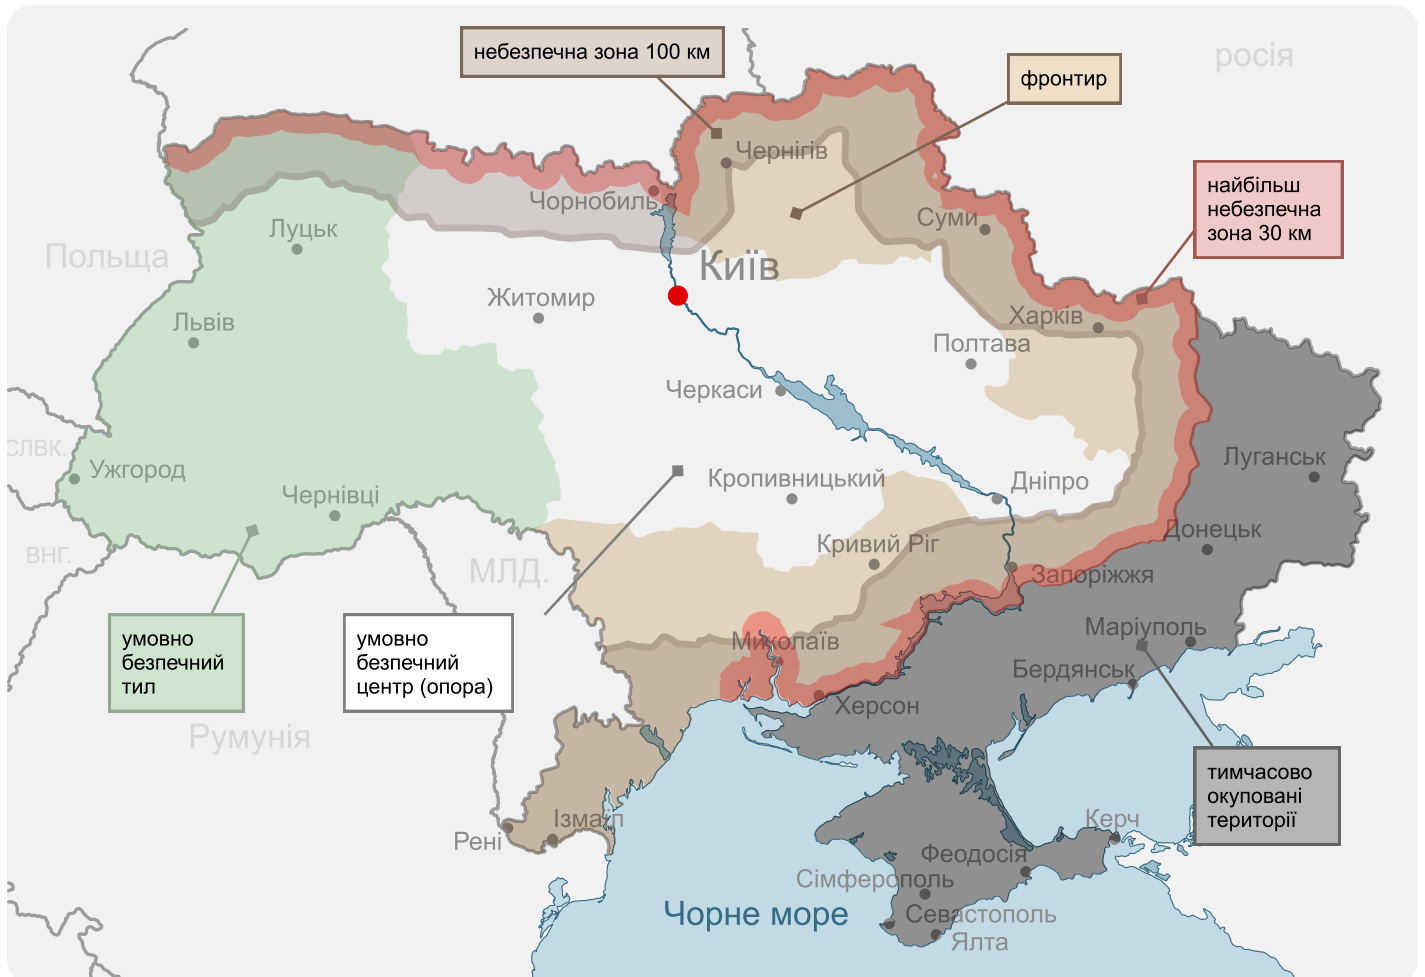 небезпечна зона 100 км
росія
фронтир
Чернігів
найбільш
небезпечна
зона 30 км
Чорнобиль
Суми
Луцьк
Польща
Київ
Житомир
Харків
Львів
Полтава
Черкаси
СЛВК.
Ужгород
Луганськ
Кропивницький
Дніпро
Чернівці
Донецьк
ВНГ.
МЛД.
Кривий Ріг
Запоріжжя
умовно
безпечний
тил
умовно
безпечний
центр (опора)
Миколаїв
Маріуполь
Бердянськ
Херсон
Румунія
тимчасово
окуповані
території
Ізмаїл
Рені
Керч
Феодосія
Сімферополь
Чорне море
Севастополь
Ялта